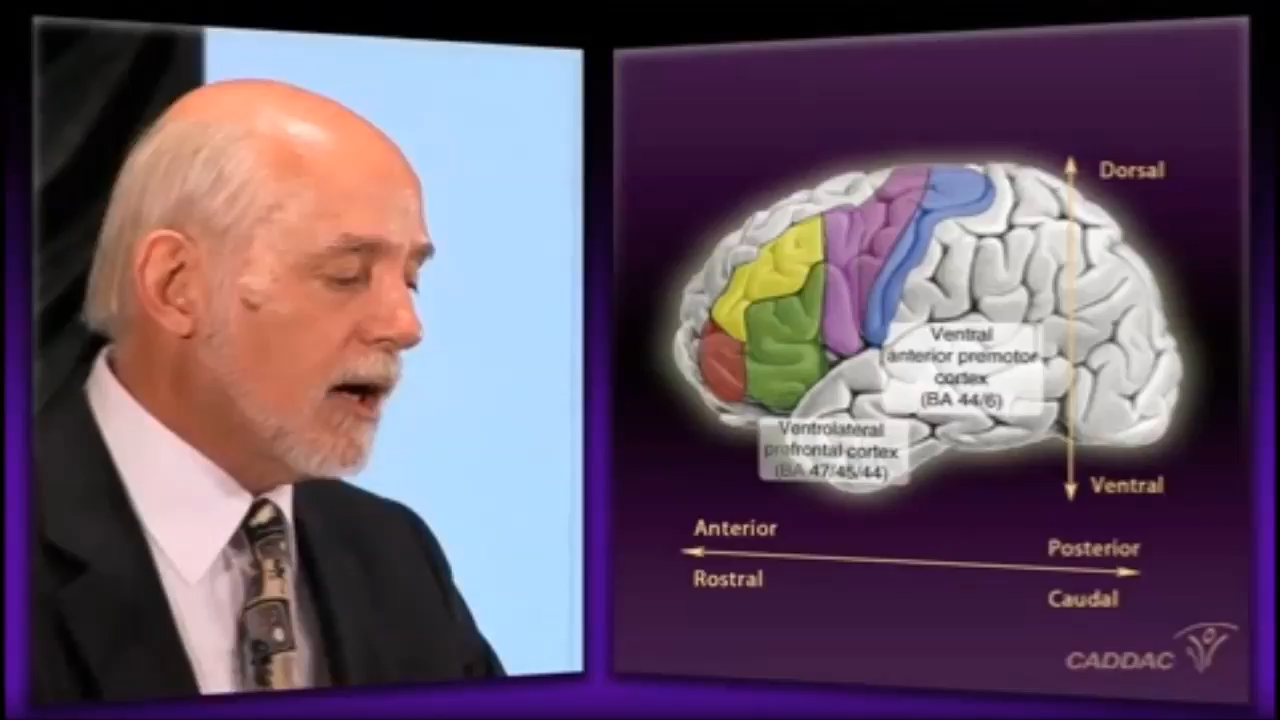 Dorsal
Ventral
anterior premotor
cortex
(BA 44/6)
Ventrolateral
prefrontal cortex
(BA 47/45/44)
Ventral
Anterior
Posterior
Rostral
Caudal
CADDAC